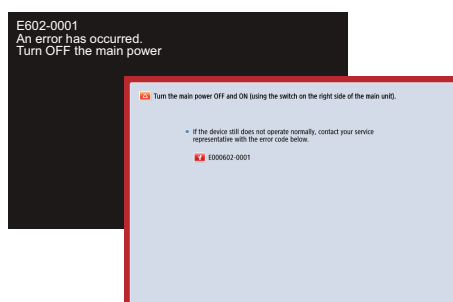 E602-0001
An error has occurred.
Turn OFF the main power
Turn the main power OFF and ON (using the switch on the right side of the main unit).
If the device still does not operate normally, contact your service
representative with the error code below.
E000602-0001